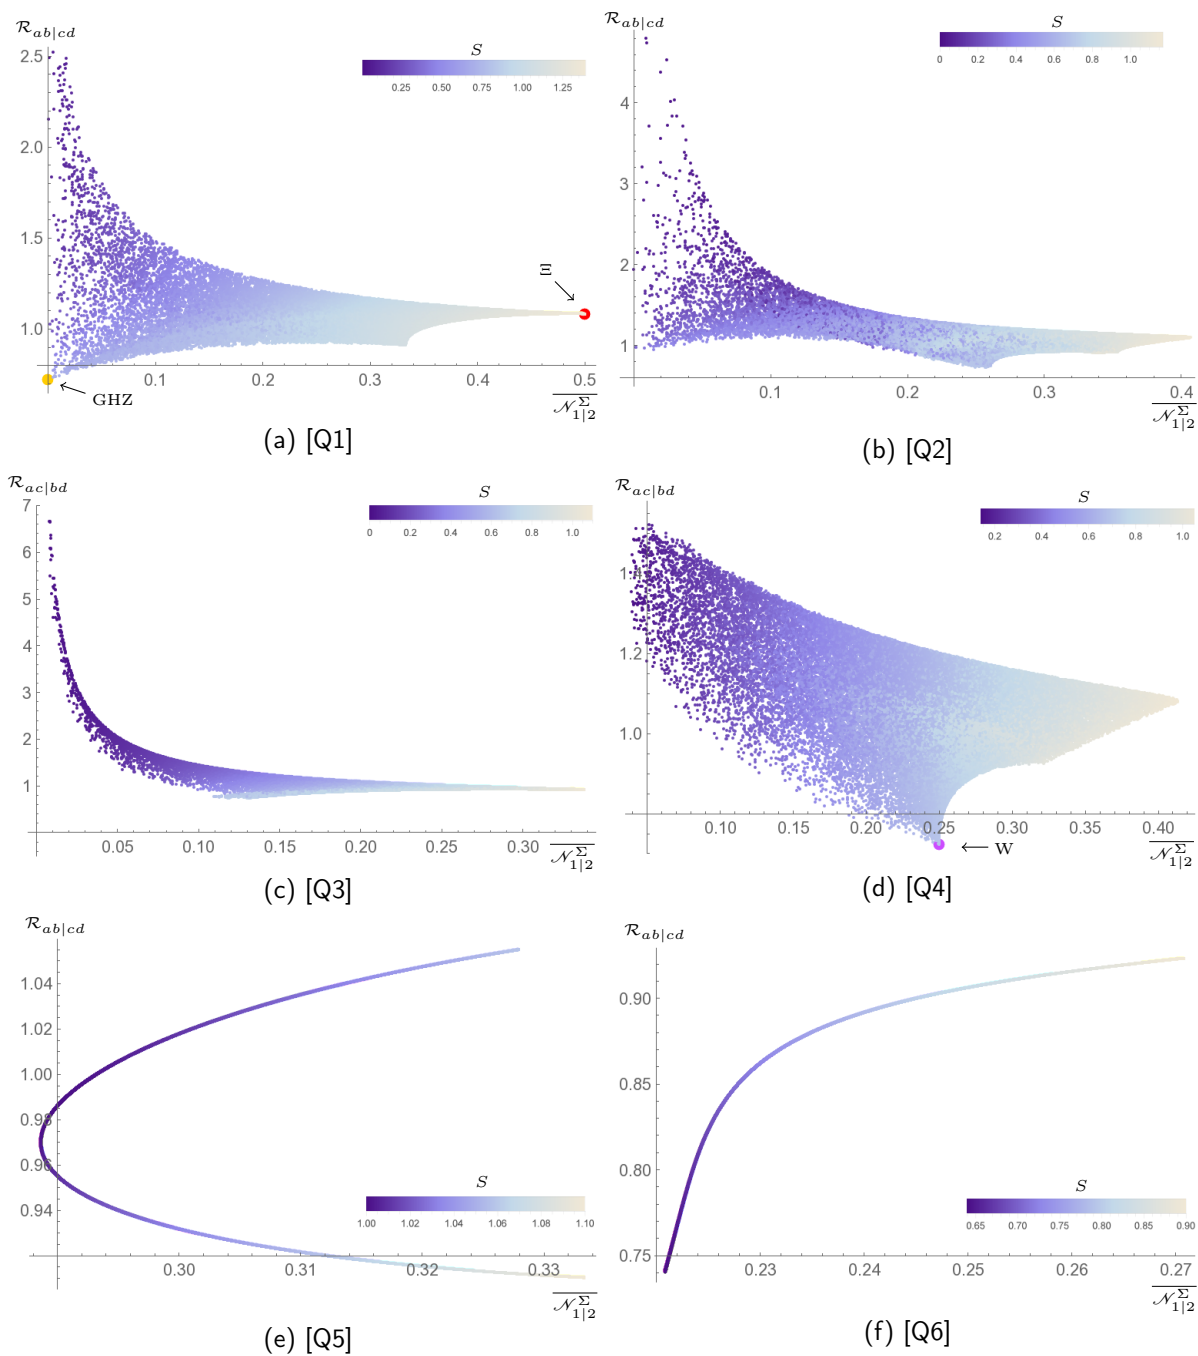 R_{ab|cd}
S
0.25 0.50 0.75 1.00 1.25
2.5
2.0
1.5
1.0
Ξ
GHZ
0.1 0.2 0.3 0.4 0.5
𝒩^Σ_{1|2}
(a) [Q1]
R_{ab|cd}
S
0 0.2 0.4 0.6 0.8 1.0
4
3
2
1
0.1 0.2 0.3 0.4
𝒩^Σ_{1|2}
(b) [Q2]
R_{ac|bd}
S
0 0.2 0.4 0.6 0.8 1.0
7
6
5
4
3
2
1
0.05 0.10 0.15 0.20 0.25 0.30
𝒩^Σ_{1|2}
(c) [Q3]
R_{ac|bd}
S
0.2 0.4 0.6 0.8 1.0
1.4
1.2
1.0
0.10 0.15 0.20 0.25 0.30 0.35 0.40
W
𝒩^Σ_{1|2}
(d) [Q4]
R_{ab|cd}
1.04
1.02
1.00
0.98
0.96
0.94
S
1.00 1.02 1.04 1.06 1.08 1.10
0.30 0.31 0.32 0.33
𝒩^Σ_{1|2}
(e) [Q5]
R_{ab|cd}
0.90
0.85
0.80
0.75
S
0.65 0.70 0.75 0.80 0.85 0.90
0.23 0.24 0.25 0.26 0.27
𝒩^Σ_{1|2}
(f) [Q6]